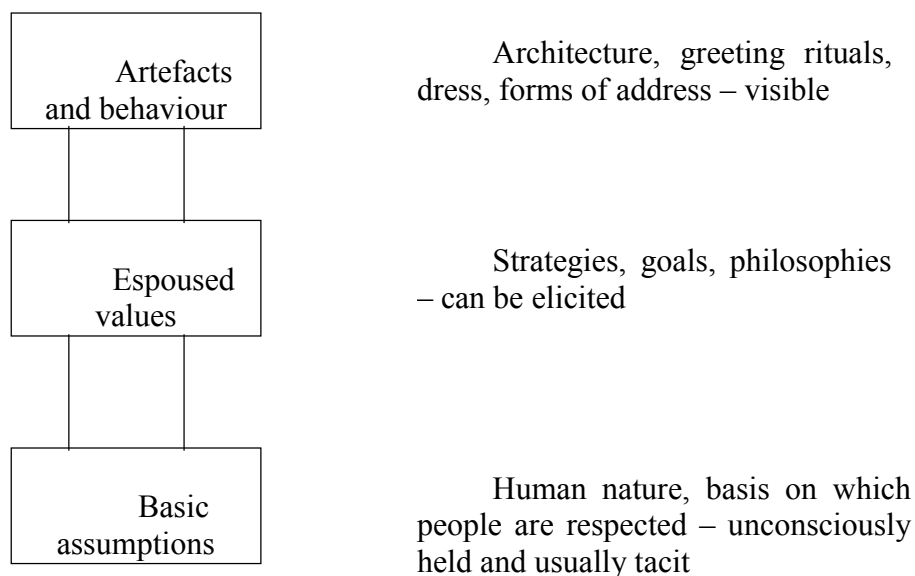 Artefacts
and behaviour
Architecture, greeting rituals,
dress, forms of address – visible
Espoused
values
Strategies, goals, philosophies
– can be elicited
Basic
assumptions
Human nature, basis on which
people are respected – unconsciously
held and usually tacit